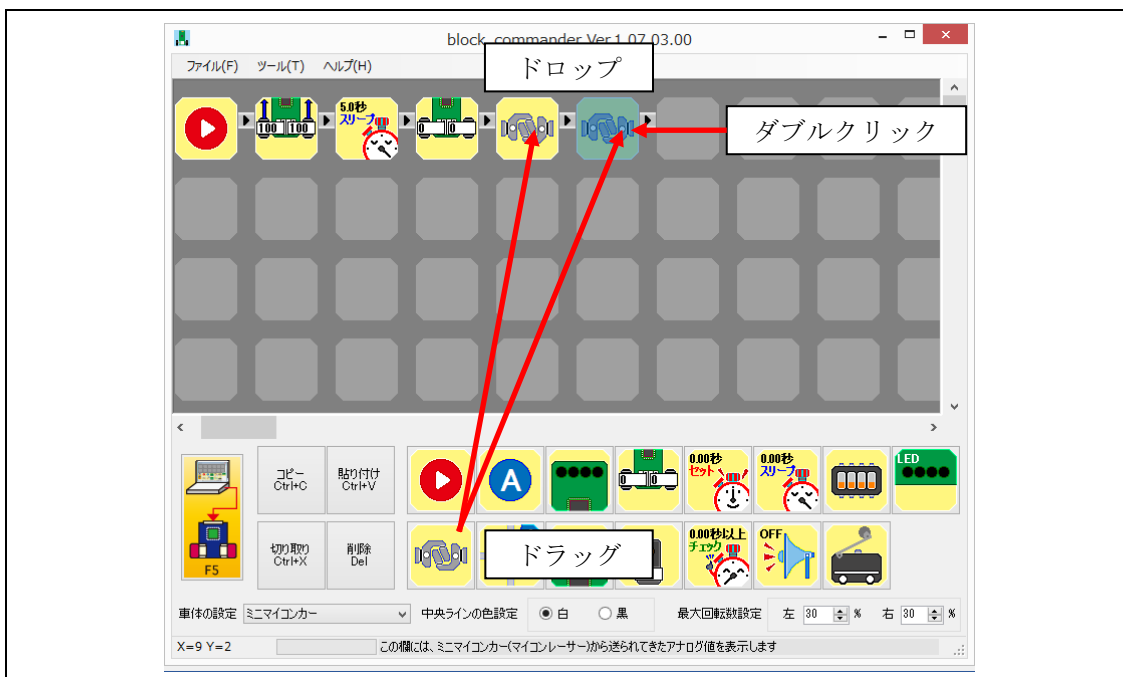 block commander Ver.1.07.03.00
ファイル(F) ツール(T) ヘルプ(H)
ドロップ
ダブルクリック
100 100
5.0秒
スリープ
0 0
コピー
Ctrl+C
貼り付け
Ctrl+V
A
0 0
0.00秒
セット
0.00秒
スリープ
LED
F5
切り取り
Ctrl+X
削除
Del
ドラッグ
0.00秒以上
チェック
OFF
車体の設定 ミニマイコンカー 中央ラインの色設定 白 黒 最大回転数設定 左 30 % 右 30 %
X=9 Y=2 この欄には、ミニマイコンカー(マイコンレーサー)から送られてきたアナログ値を表示します